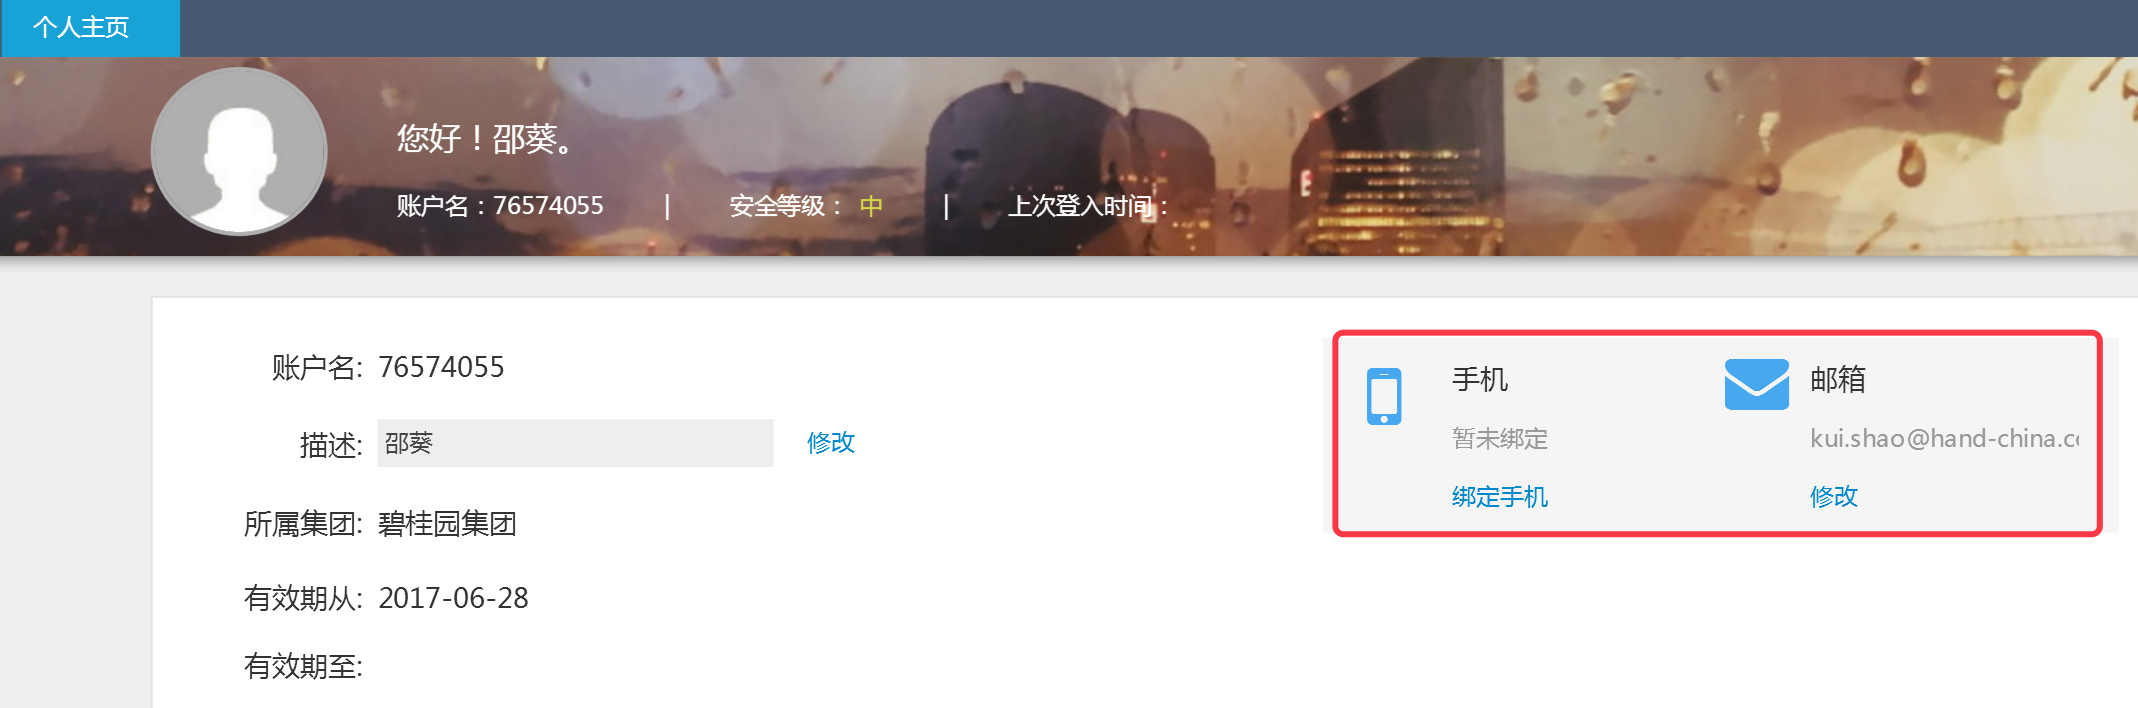 个人主页
您好！邵葵。
账户名：76574055 | 安全等级： 中 | 上次登入时间：
账户名: 76574055
描述: 邵葵 修改
所属集团: 碧桂园集团
有效期从: 2017-06-28
有效期至:
手机
暂未绑定
绑定手机
邮箱
kui.shao@hand-china.c
修改